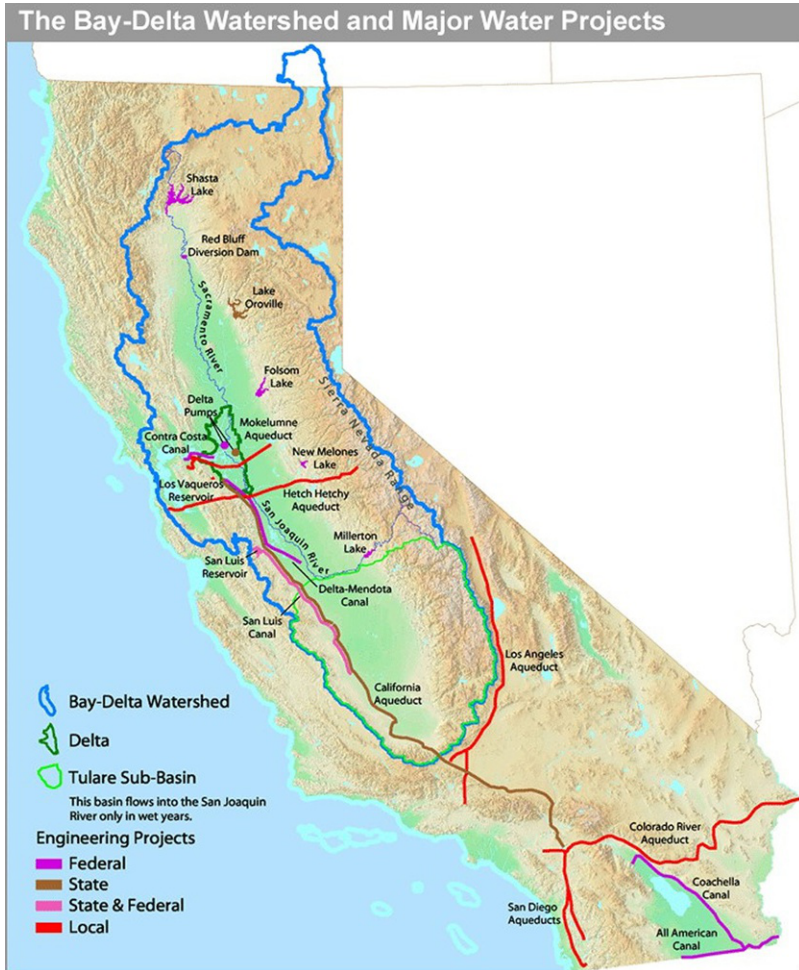 The Bay-Delta Watershed and Major Water Projects
Shasta
Lake
Red Bluff
Diversion Dam
Sacramento River
Lake
Oroville
Folsom
Lake
Sierra Nevada Range
Delta
Pumps
Mokelumne
Aqueduct
Contra Costa
Canal
New Melones
Lake
Los Vaqueros
Reservoir
Hetch Hetchy
Aqueduct
San Joaquin River
Millerton
Lake
San Luis
Reservoir
Delta-Mendota
Canal
San Luis
Canal
Los Angeles
Aqueduct
California
Aqueduct
Bay-Delta Watershed
Delta
Tulare Sub-Basin
This basin flows into the San Joaquin
River only in wet years.
Engineering Projects
Federal
State
State & Federal
Local
Colorado River
Aqueduct
Coachella
Canal
San Diego
Aqueducts
All American
Canal